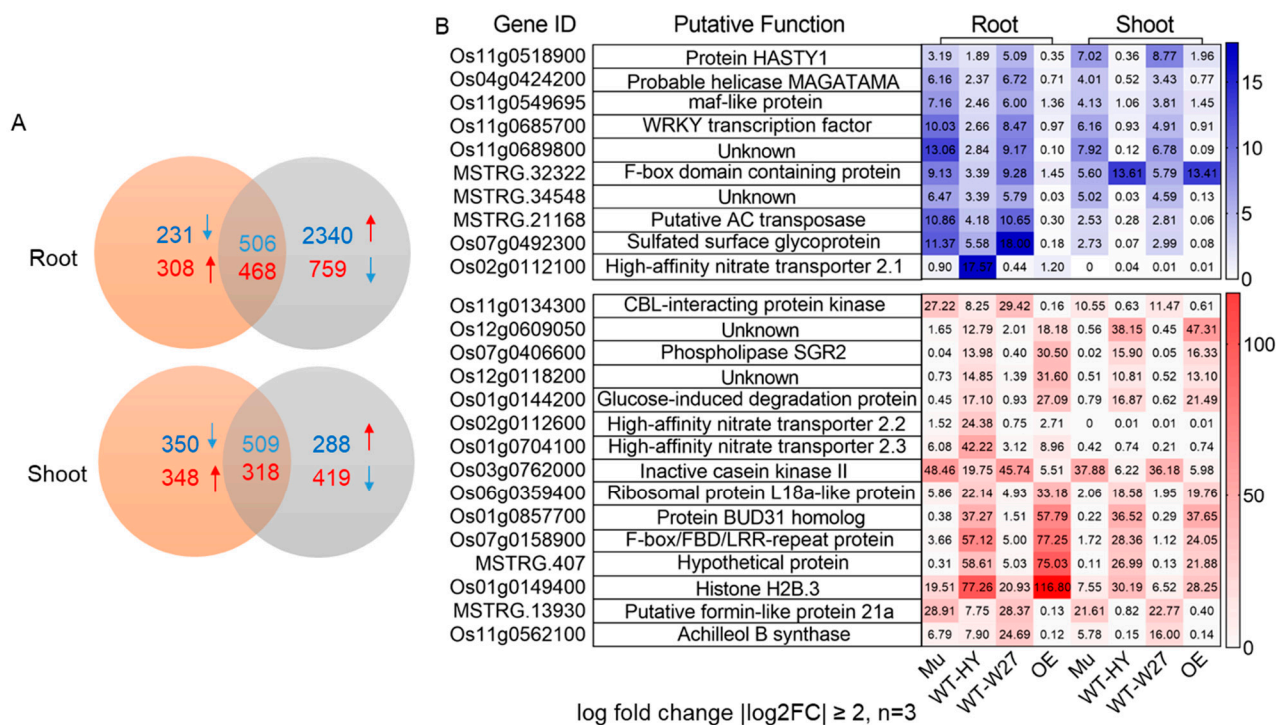 A
Root
231 ↓ 506 2340 ↑
308 ↑ 468 759 ↓
Shoot
350 ↓ 509 288 ↑
348 ↑ 318 419 ↓
B Gene ID Putative Function Root Shoot
Os11g0518900 Protein HASTY1 3.19 1.89 5.09 0.35 7.02 0.36 8.77 1.96
Os04g0424200 Probable helicase MAGATAMA 6.16 2.37 6.72 0.71 4.01 0.52 3.43 0.77
Os11g0549695 maf-like protein 7.16 2.46 6.00 1.36 4.13 1.06 3.81 1.45
Os11g0685700 WRKY transcription factor 10.03 2.66 8.47 0.97 6.16 0.93 4.91 0.91
Os11g0689800 Unknown 13.06 2.84 9.17 0.10 7.92 0.12 6.78 0.09
MSTRG.32322 F-box domain containing protein 9.13 3.39 9.28 1.45 5.60 13.61 5.79 13.41
MSTRG.34548 Unknown 6.47 3.39 5.79 0.03 5.02 0.03 4.59 0.13
MSTRG.21168 Putative AC transposase 10.86 4.18 10.65 0.30 2.53 0.28 2.81 0.06
Os07g0492300 Sulfated surface glycoprotein 11.37 5.58 18.00 0.18 2.73 0.07 2.99 0.08
Os02g0112100 High-affinity nitrate transporter 2.1 0.90 17.57 0.44 1.20 0 0.04 0.01 0.01
15
10
5
0
Os11g0134300 CBL-interacting protein kinase 27.22 8.25 29.42 0.16 10.55 0.63 11.47 0.61
Os12g0609050 Unknown 1.65 12.79 2.01 18.18 0.56 38.15 0.45 47.31
Os07g0406600 Phospholipase SGR2 0.04 13.98 0.40 30.50 0.02 15.90 0.05 16.33
Os12g0118200 Unknown 0.73 14.85 1.39 31.60 0.51 10.81 0.52 13.10
Os01g0144200 Glucose-induced degradation protein 0.45 17.10 0.93 27.09 0.79 16.87 0.62 21.49
Os02g0112600 High-affinity nitrate transporter 2.2 1.52 24.38 0.75 2.71 0 0.01 0.01 0.01
Os01g0704100 High-affinity nitrate transporter 2.3 6.08 42.22 3.12 8.96 0.42 0.74 0.21 0.74
Os03g0762000 Inactive casein kinase II 48.46 19.75 45.74 5.51 37.88 6.22 36.18 5.98
Os06g0359400 Ribosomal protein L18a-like protein 5.86 22.14 4.93 33.18 2.06 18.58 1.95 19.76
Os01g0857700 Protein BUD31 homolog 0.38 37.27 1.51 57.79 0.22 36.52 0.29 37.65
Os07g0158900 F-box/FBD/LRR-repeat protein 3.66 57.12 5.00 77.25 1.72 28.36 1.12 24.05
MSTRG.407 Hypothetical protein 0.31 58.61 5.03 75.03 0.11 26.99 0.13 21.88
Os01g0149400 Histone H2B.3 19.51 77.26 20.93 116.80 7.55 30.19 6.52 28.25
MSTRG.13930 Putative formin-like protein 21a 28.91 7.75 28.37 0.13 21.61 0.82 22.77 0.40
Os11g0562100 Achilleol B synthase 6.79 7.90 24.69 0.12 5.78 0.15 16.00 0.14
100
50
0
Mu WT-HY WT-W27 OE Mu WT-HY WT-W27 OE
log fold change |log2FC| ≥ 2, n=3